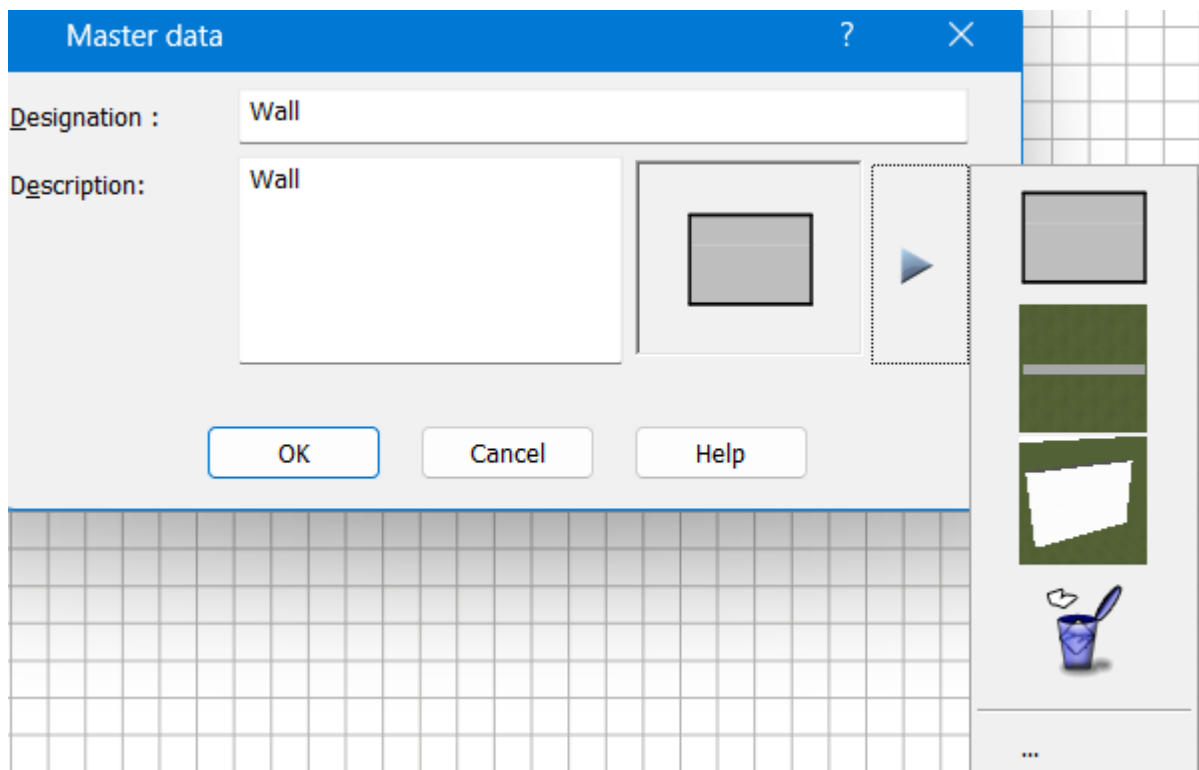 Master data
?
Designation :
Wall
Description:
Wall
OK
Cancel
Help
...